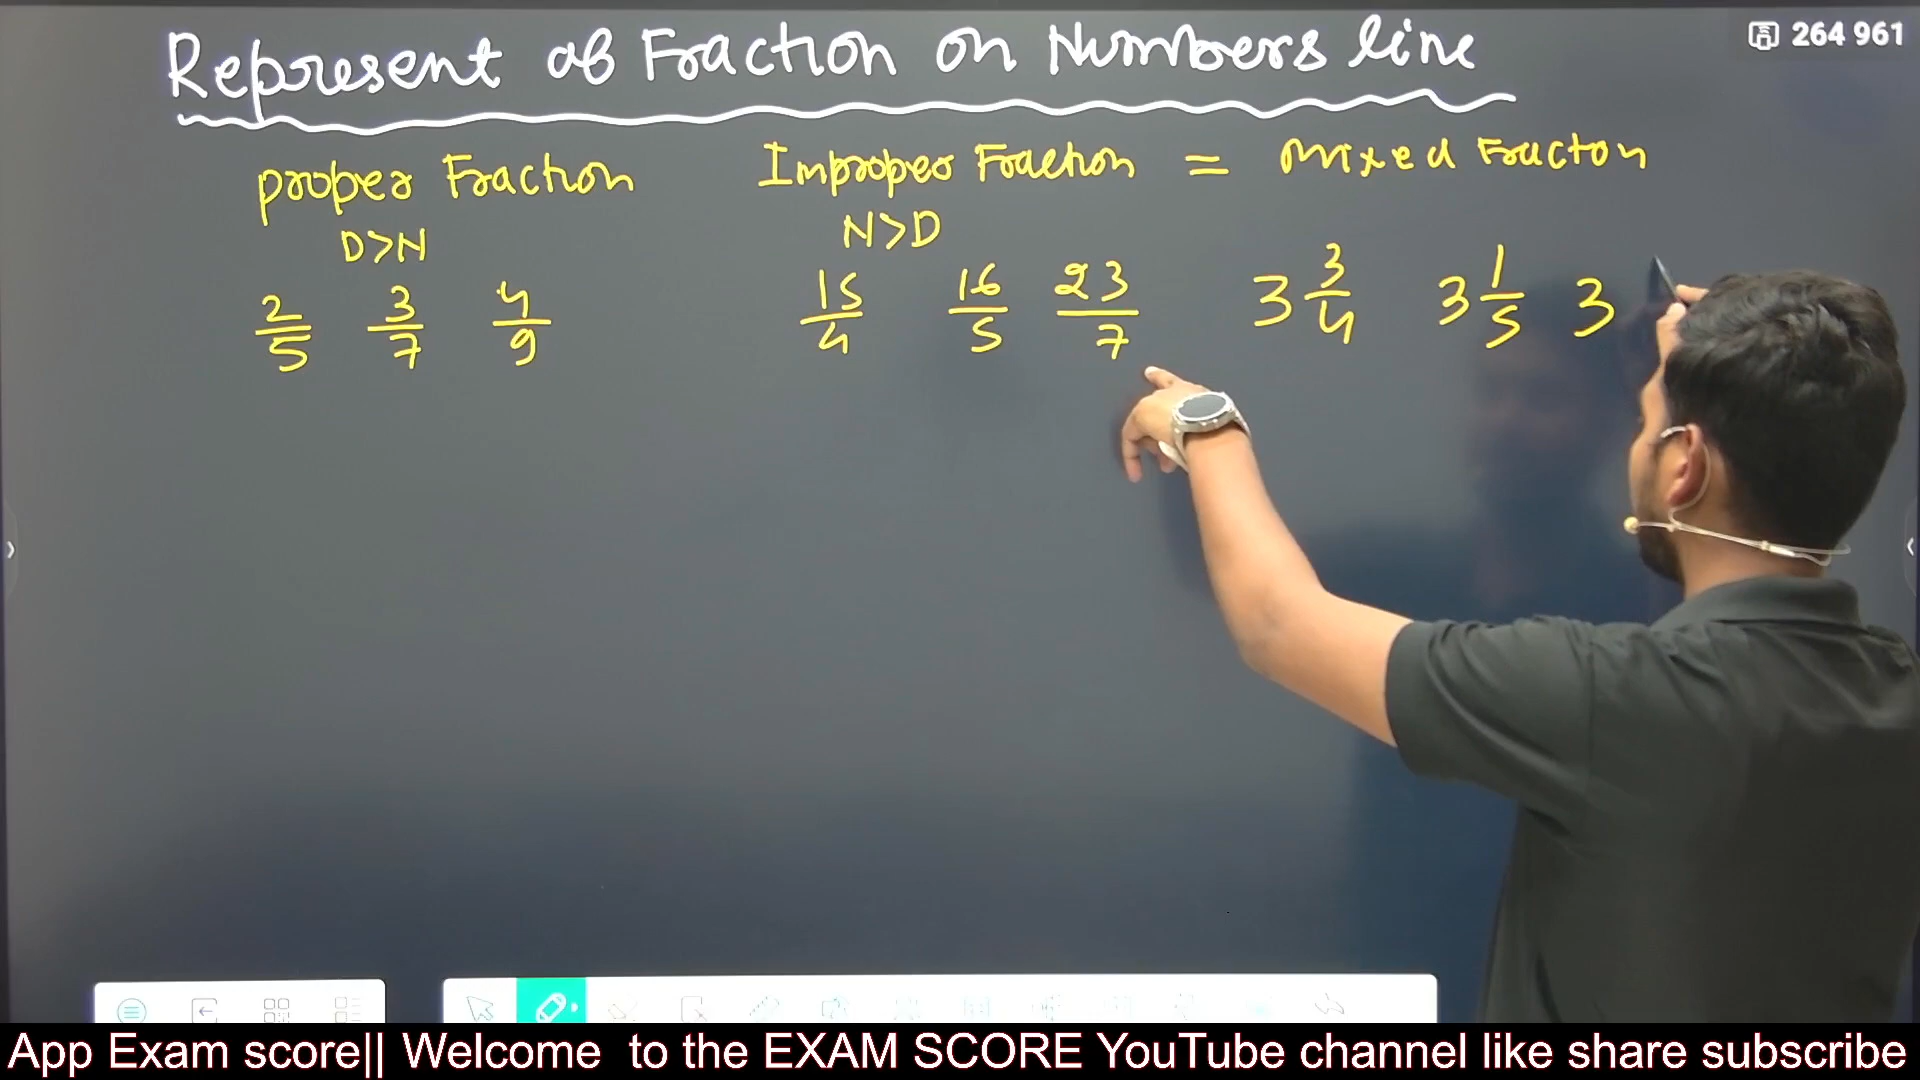 Represent of Fraction on Numbers line
264 961
proper Fraction Improper Fraction = mixed Fracton
D>N N>D
2/5 3/7 4/9 15/4 16/5 23/7 3 3/4 3 1/5 3
App Exam score|| Welcome to the EXAM SCORE YouTube channel like share subscribe